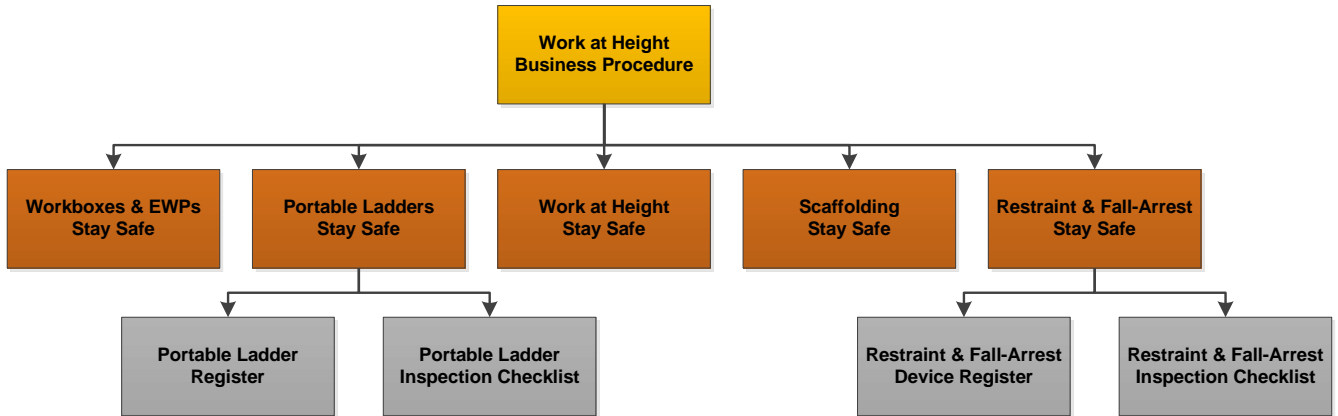 Work at Height
Business Procedure
Workboxes & EWPs
Stay Safe
Portable Ladders
Stay Safe
Work at Height
Stay Safe
Scaffolding
Stay Safe
Restraint & Fall-Arrest
Stay Safe
Portable Ladder
Register
Portable Ladder
Inspection Checklist
Restraint & Fall-Arrest
Device Register
Restraint & Fall-Arrest
Inspection Checklist